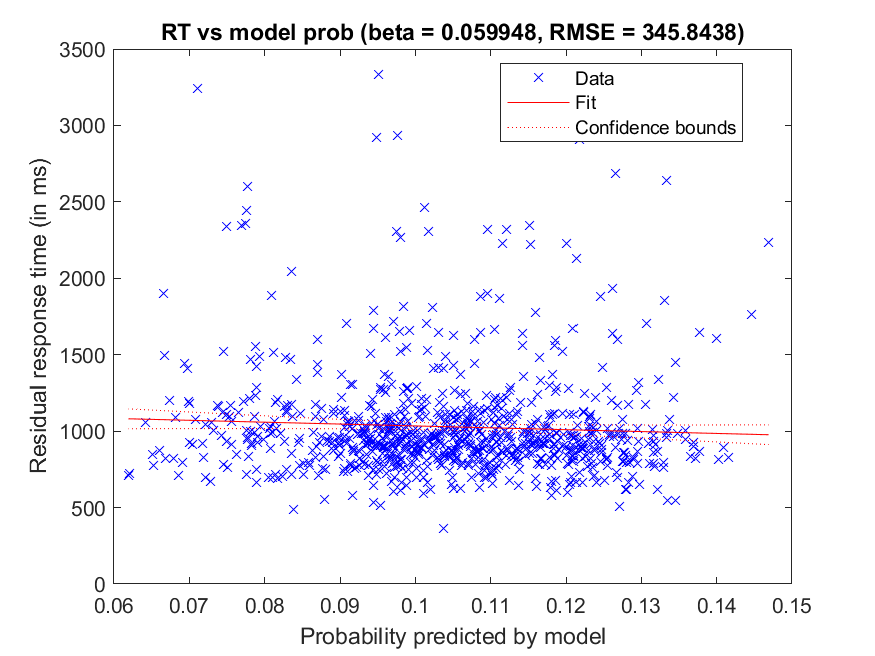 RT vs model prob (beta = 0.059948, RMSE = 345.8438)
3500
3000
2500
2000
1500
1000
500
0
Residual response time (in ms)
Data
Fit
Confidence bounds
0.06 0.07 0.08 0.09 0.1 0.11 0.12 0.13 0.14 0.15
Probability predicted by model